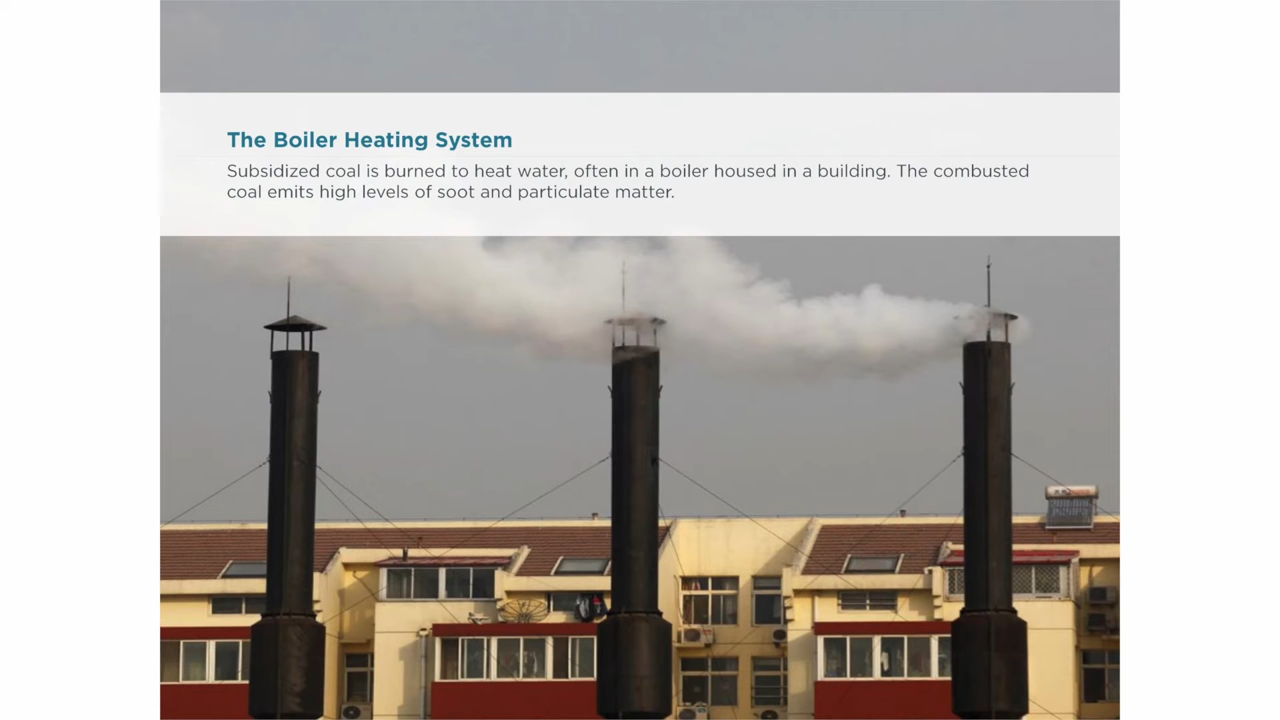 The Boiler Heating System
Subsidized coal is burned to heat water, often in a boiler housed in a building. The combusted
coal emits high levels of soot and particulate matter.